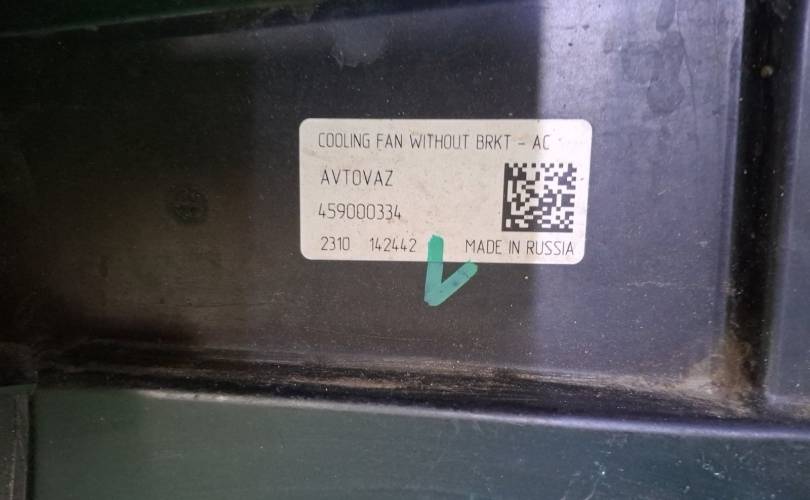 COOLING FAN WITHOUT BRKT - AC
AVTOVAZ
459000334
2310 142442 MADE IN RUSSIA